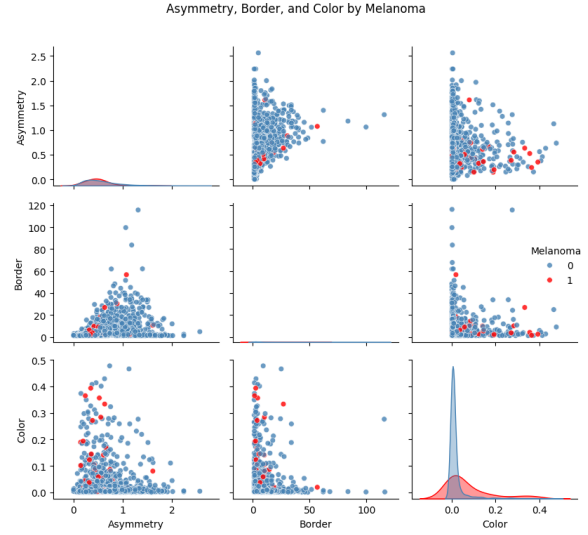 Asymmetry, Border, and Color by Melanoma
2.5
2.0
1.5
1.0
0.5
0.0
Asymmetry
120
100
80
60
40
20
0
Border
Melanoma
0
1
0.5
0.4
0.3
0.2
0.1
0.0
Color
0 1 2
0 50 100
0.0 0.2 0.4
Asymmetry Border Color